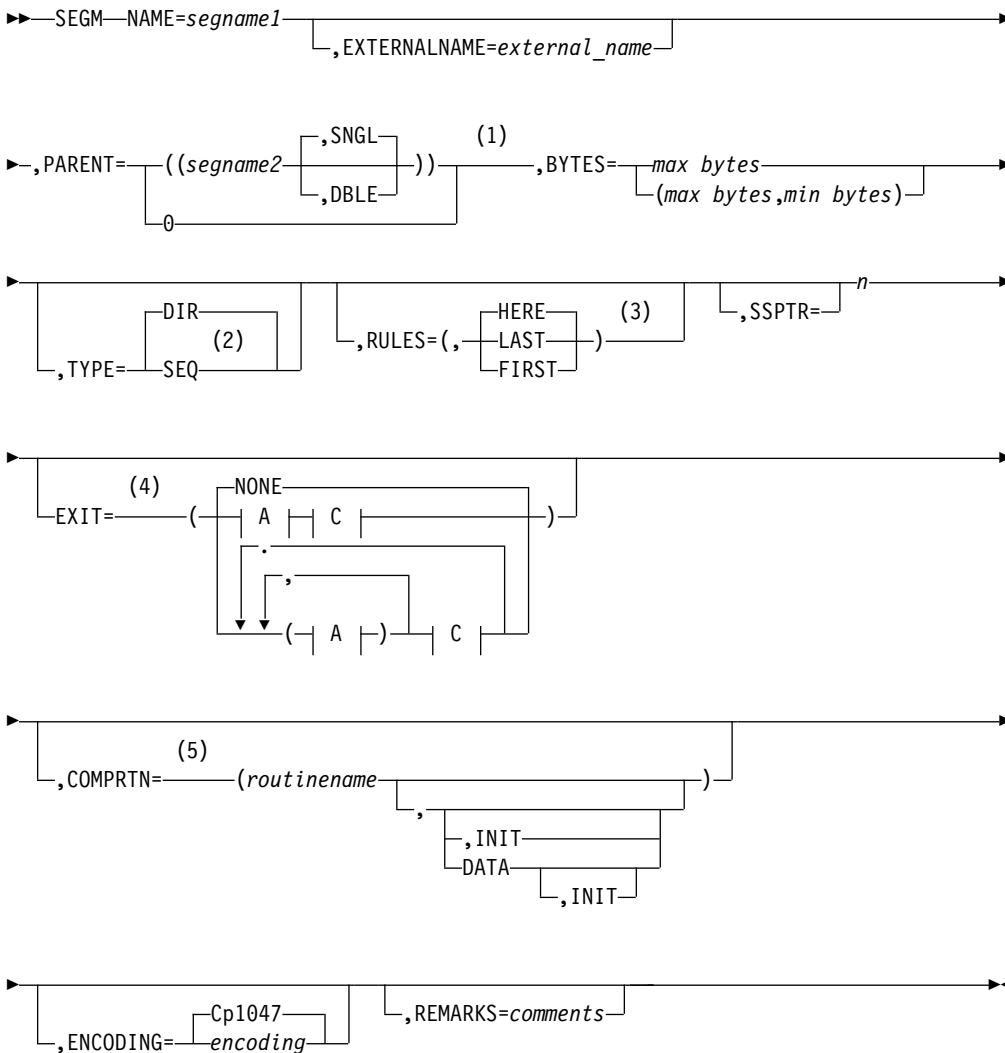 SEGM NAME=segname1
,EXTERNALNAME=external_name
,SNGL (1)
,PARENT= ((segname2 )) ,BYTES= max bytes
,DBLE (max bytes,min bytes)
0
n
DIR HERE (3) ,SSPTR=
(2) ,RULES=(, LAST )
,TYPE= SEQ FIRST
(4) NONE
EXIT= ( A C )
.
,
( A ) C
(5)
,COMPRTN= (routinename )
,
,INIT
DATA
,INIT
Cp1047 ,REMARKS=comments
,ENCODING= encoding